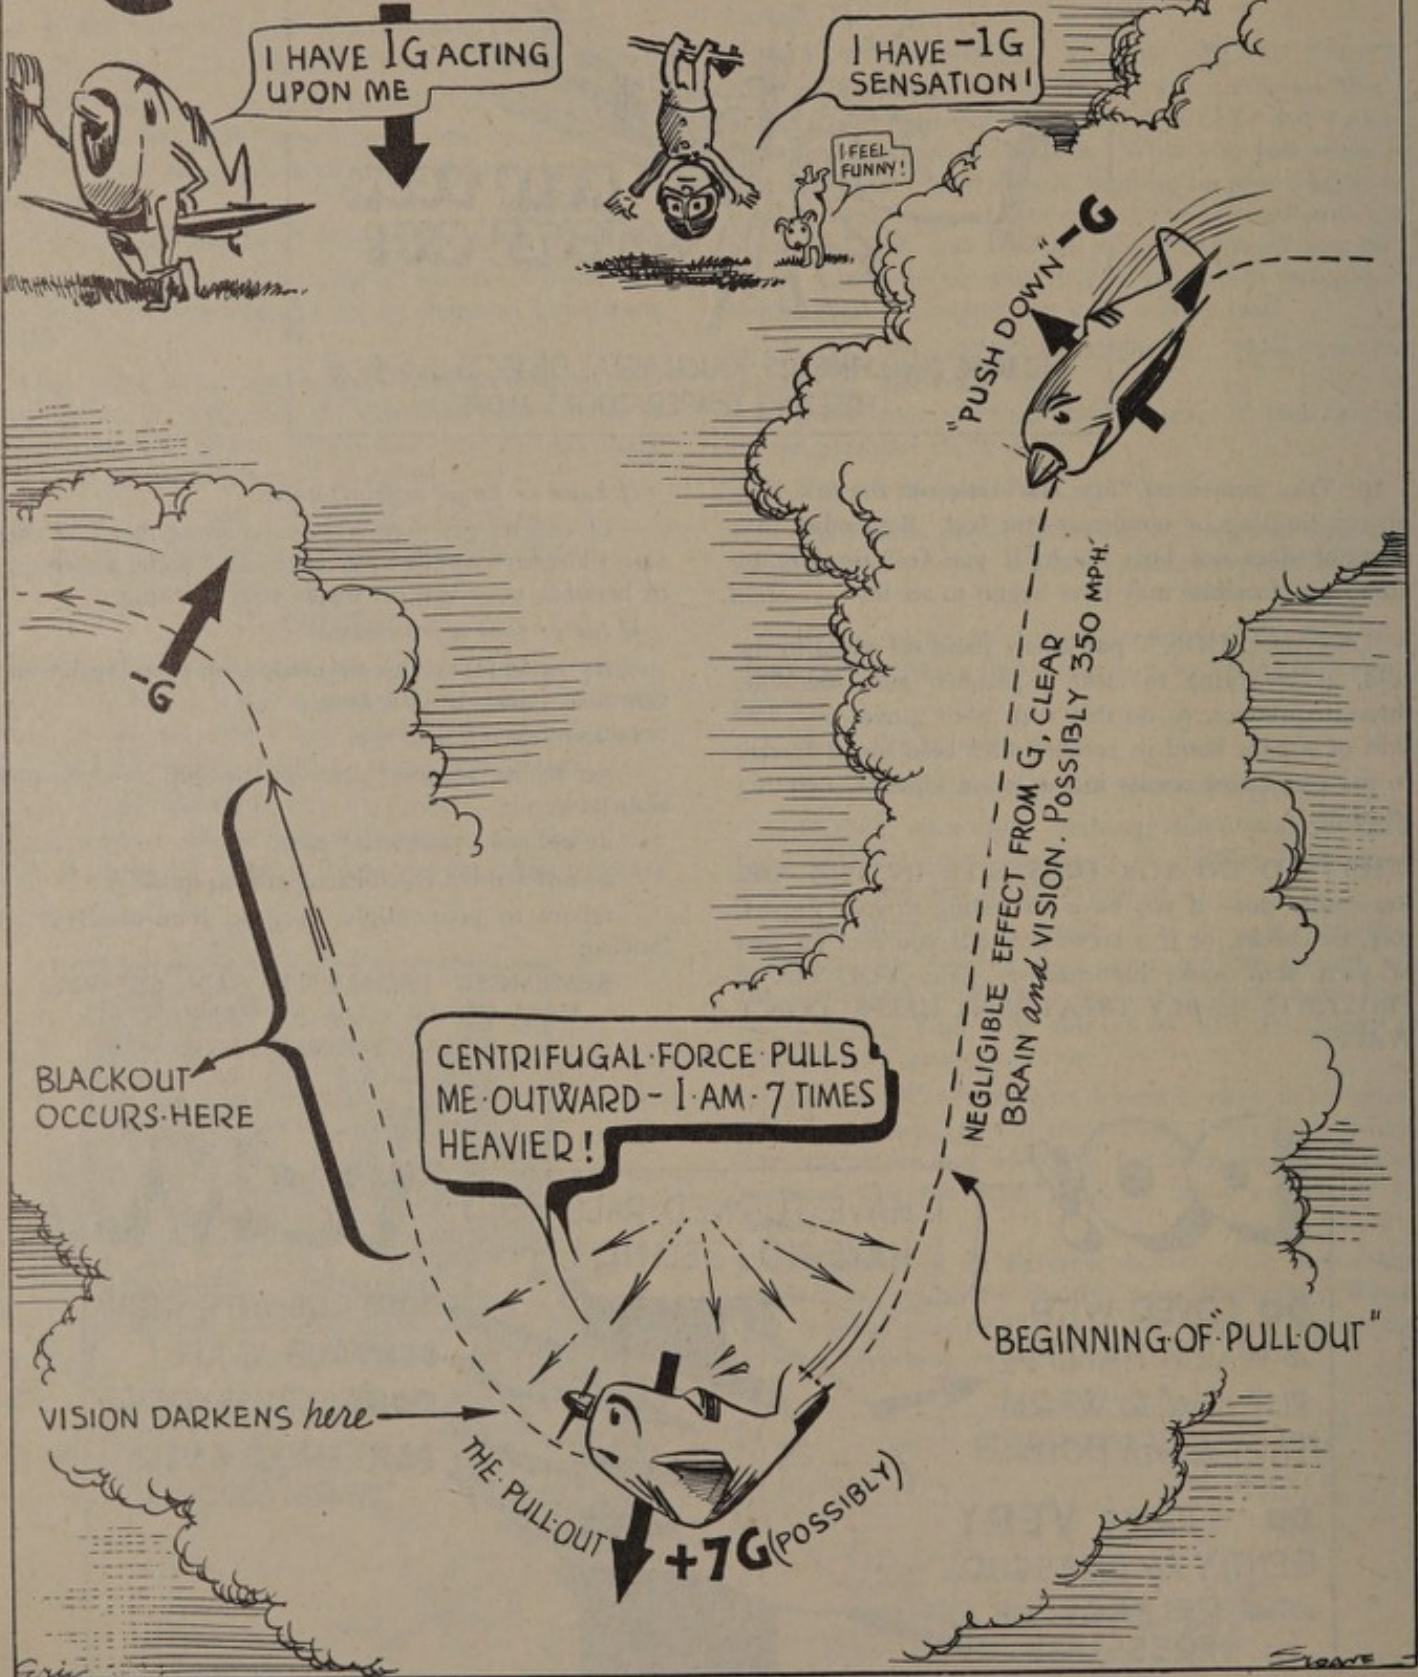 I HAVE 1G ACTING
UPON ME
I HAVE -1G
SENSATION!
I FEEL
FUNNY!
"PUSH DOWN" -G
NEGLIGIBLE EFFECT FROM G, CLEAR
BRAIN and VISION. POSSIBLY 350 M.P.H.
-G
BLACKOUT
OCCURS·HERE
CENTRIFUGAL·FORCE·PULLS
ME·OUTWARD - I·AM·7 TIMES
HEAVIER!
BEGINNING·OF·"PULL·OUT"
VISION DARKENS here
THE·PULL·OUT
+7G (POSSIBLY)
Eric
SLOANE